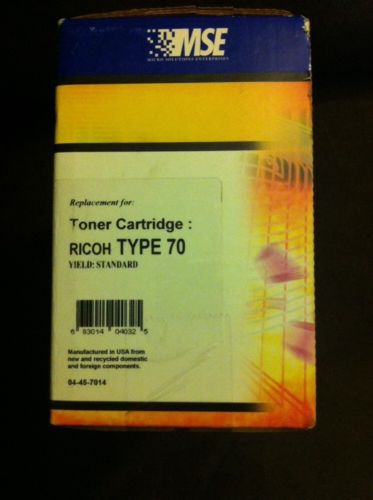 MSE
MICRO SOLUTIONS ENTERPRISES
Replacement for:
Toner Cartridge :
RICOH TYPE 70
YIELD: STANDARD
6 83014 04032 5
Manufactured in USA from
new and recycled domestic
and foreign components.
04-45-7014